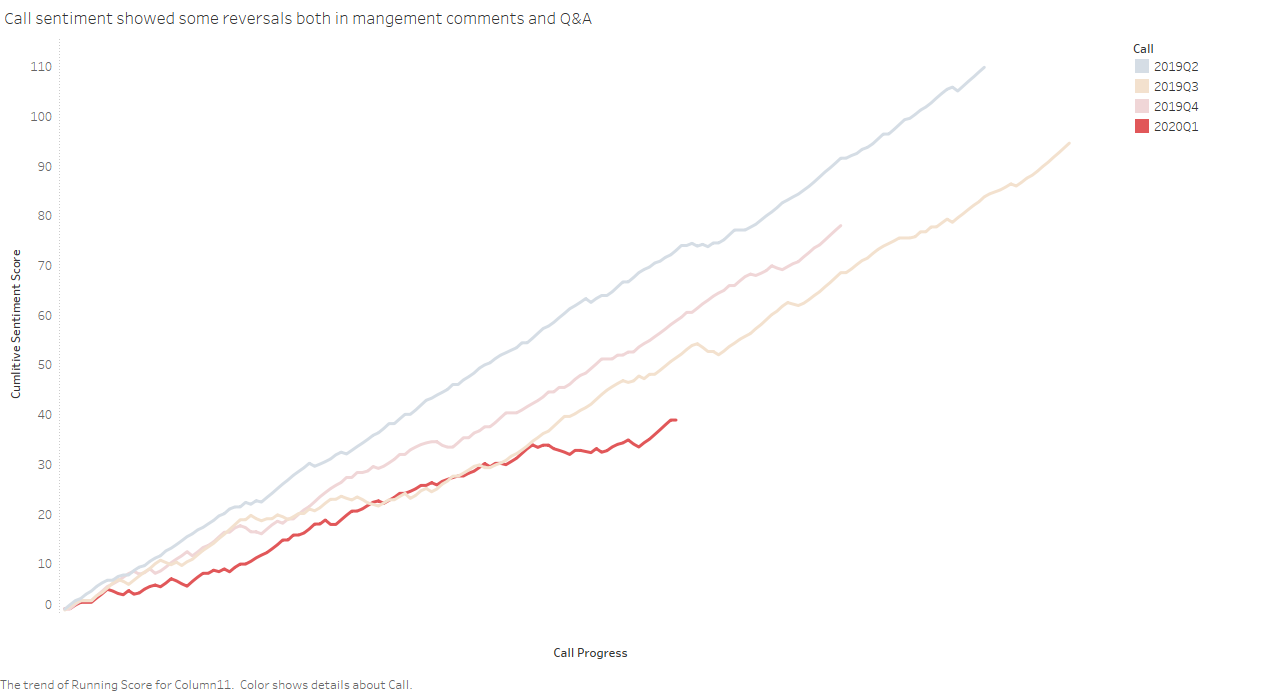 Call sentiment showed some reversals both in mangement comments and Q&A
Call
2019Q2
2019Q3
2019Q4
2020Q1
110
100
90
80
70
60
50
40
30
20
10
0
Cumlitive Sentiment Score
Call Progress
The trend of Running Score for Column11.  Color shows details about Call.